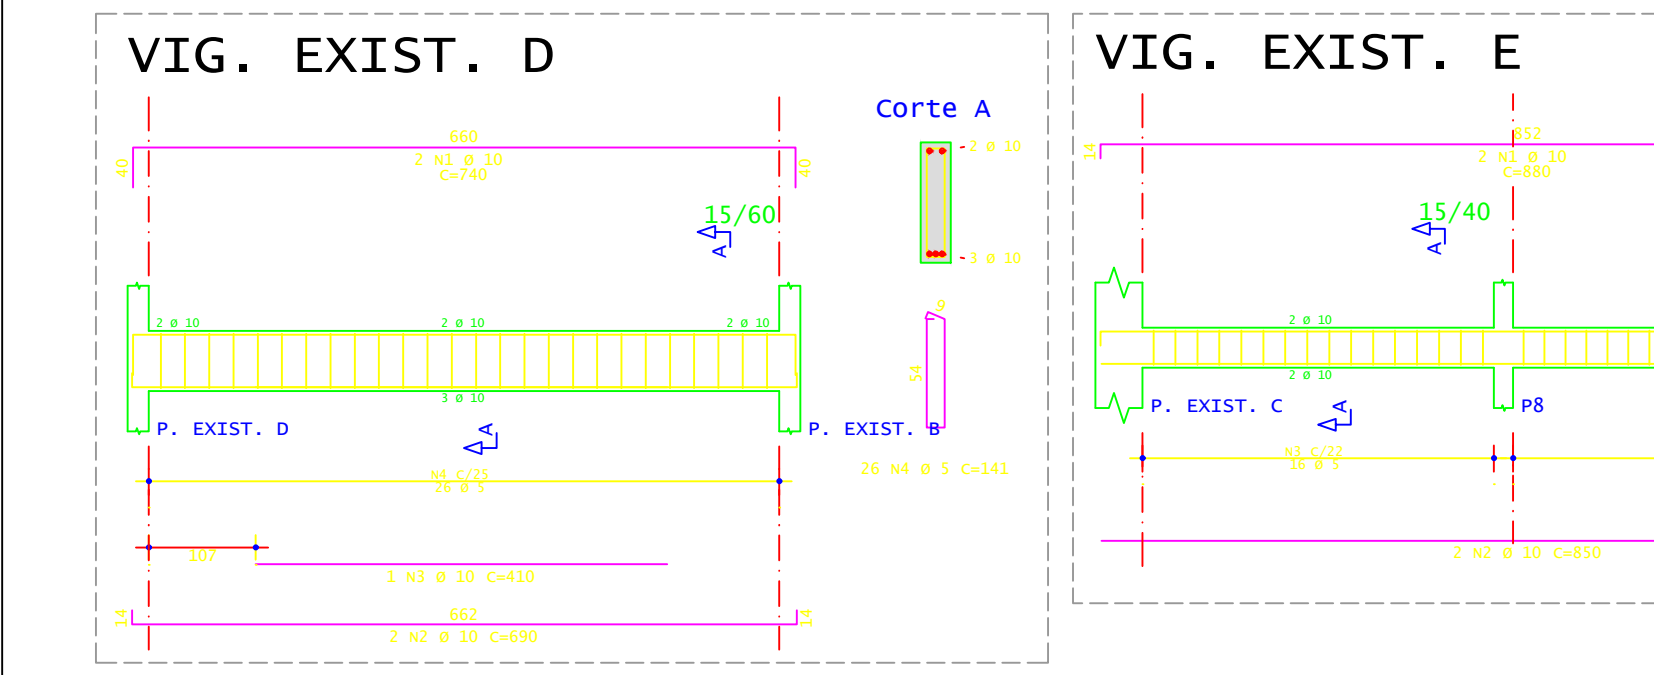 VIG. EXIST. D
Corte A
660
2 N1 Ø 10
C=740
40
40
2 Ø 10
3 Ø 10
15/60
A
2 Ø 10
2 Ø 10
2 Ø 10
3 Ø 10
9
54
P. EXIST. D
A
P. EXIST. B
26 N4 Ø 5 C=141
N4 C/25
26 Ø 5
107
1 N3 Ø 10 C=410
14
662
14
2 N2 Ø 10 C=690
VIG. EXIST. E
852
14
2 N1 Ø 10
C=880
15/40
A
2 Ø 10
2 Ø 10
P. EXIST. C
A
P8
N3 C/22
16 Ø 5
2 N2 Ø 10 C=850